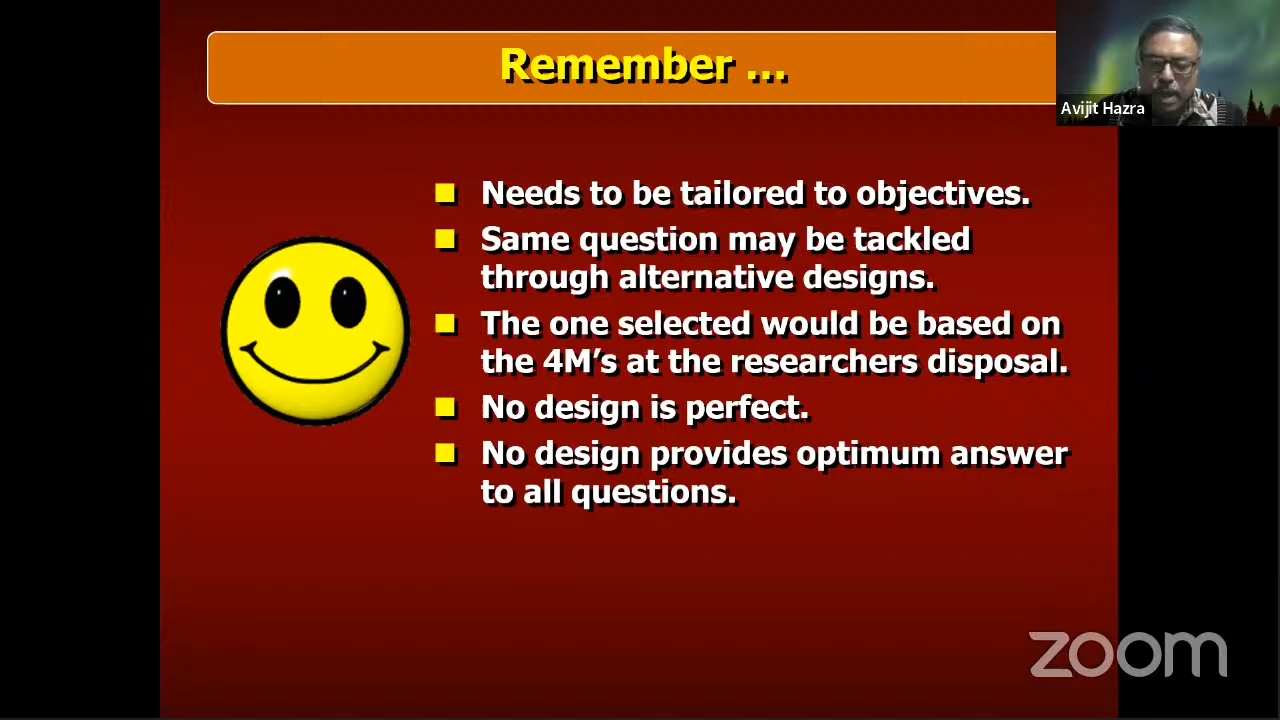 Remember ...
Avijit Hazra
Needs to be tailored to objectives.
Same question may be tackled
through alternative designs.
The one selected would be based on
the 4M's at the researchers disposal.
No design is perfect.
No design provides optimum answer
to all questions.
zoom